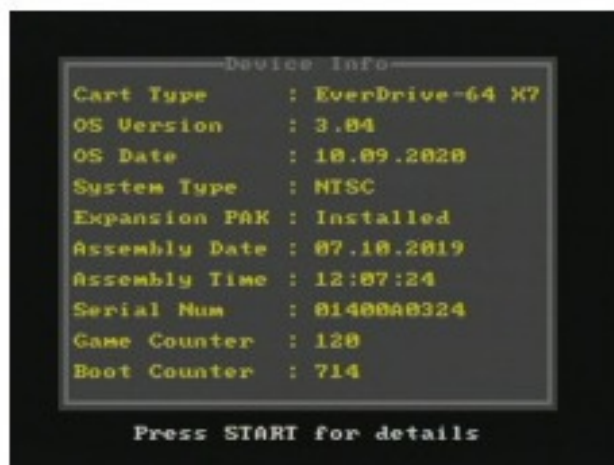 Device Info
Cart Type : EverDrive-64 X7
OS Version : 3.04
OS Date : 10.09.2020
System Type : NTSC
Expansion PAK : Installed
Assembly Date : 07.10.2019
Assembly Time : 12:07:24
Serial Num : 01400A0324
Game Counter : 120
Boot Counter : 714
Press START for details